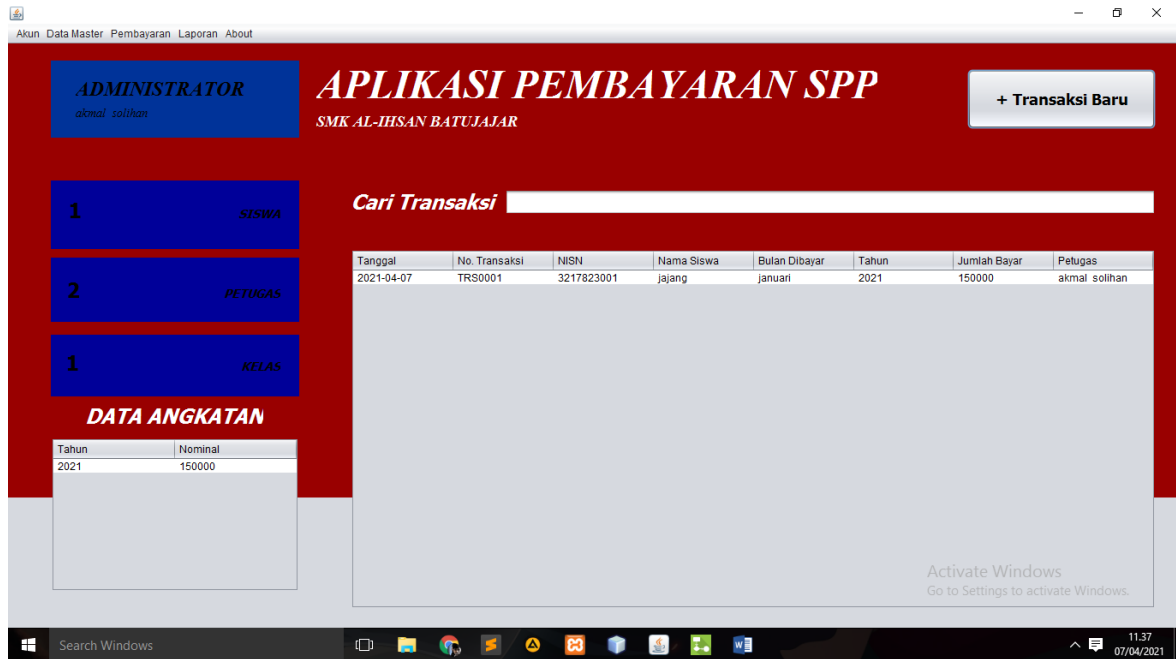 Akun Data Master Pembayaran Laporan About
ADMINISTRATOR
akmal solihan
APLIKASI PEMBAYARAN SPP
SMK AL-IHSAN BATUJAJAR
+ Transaksi Baru
1 SISWA
2 PETUGAS
1 KELAS
DATA ANGKATAN
Tahun Nominal
2021 150000
Cari Transaksi
Tanggal No. Transaksi NISN Nama Siswa Bulan Dibayar Tahun Jumlah Bayar Petugas
2021-04-07 TRS0001 3217823001 jajang januari 2021 150000 akmal solihan
Activate Windows
Go to Settings to activate Windows.
Search Windows
11.37
07/04/2021